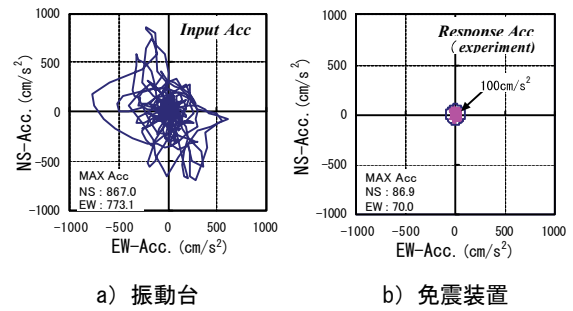 Input Acc
1000
500
0
-500
-1000
NS-Acc. (cm/s²)
MAX Acc
NS : 867.0
EW : 773.1
-1000 -500 0 500 1000
EW-Acc. (cm/s²)
a) 振動台
Response Acc
(experiment)
100cm/s²
1000
500
0
-500
-1000
NS-Acc. (cm/s²)
MAX Acc
NS : 86.9
EW : 70.0
-1000 -500 0 500 1000
EW-Acc. (cm/s²)
b) 免震装置